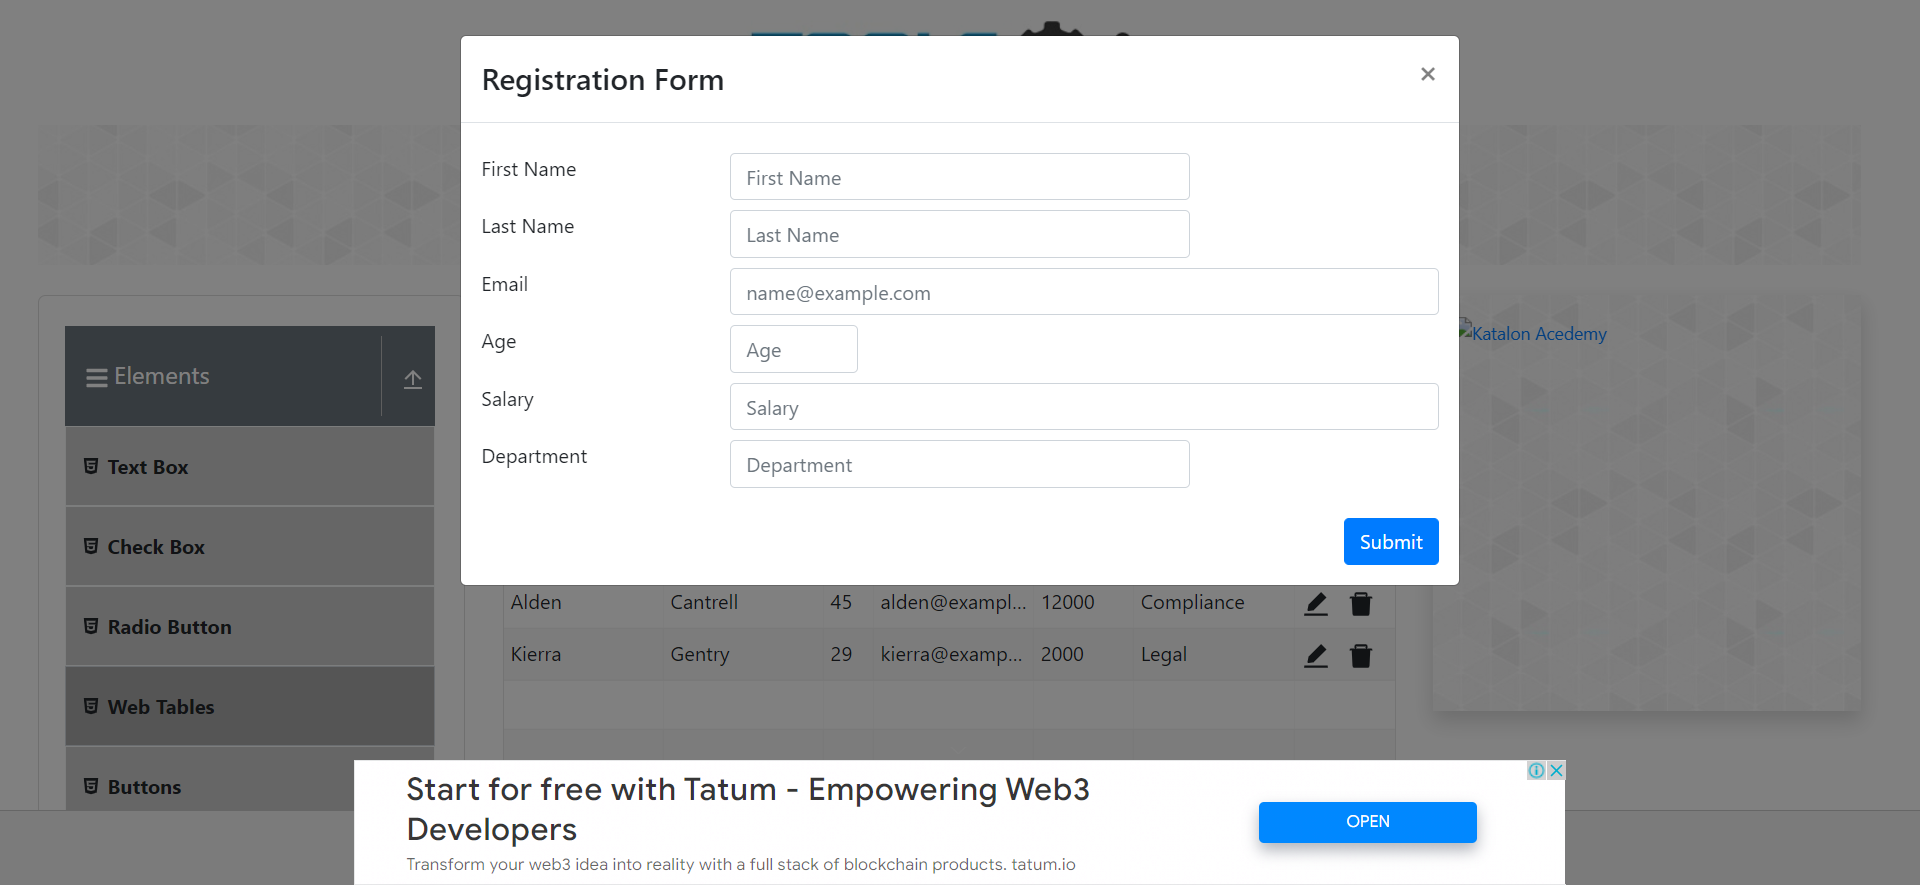 Registration Form
×
First Name
First Name
Last Name
Last Name
Email
name@example.com
Age
Age
Salary
Salary
Department
Department
Submit
Katalon Acedemy
Elements
Text Box
Check Box
Radio Button
Web Tables
Buttons
Alden Cantrell 45 alden@exampl... 12000 Compliance
Kierra Gentry 29 kierra@examp... 2000 Legal
Start for free with Tatum - Empowering Web3
Developers
Transform your web3 idea into reality with a full stack of blockchain products. tatum.io
OPEN